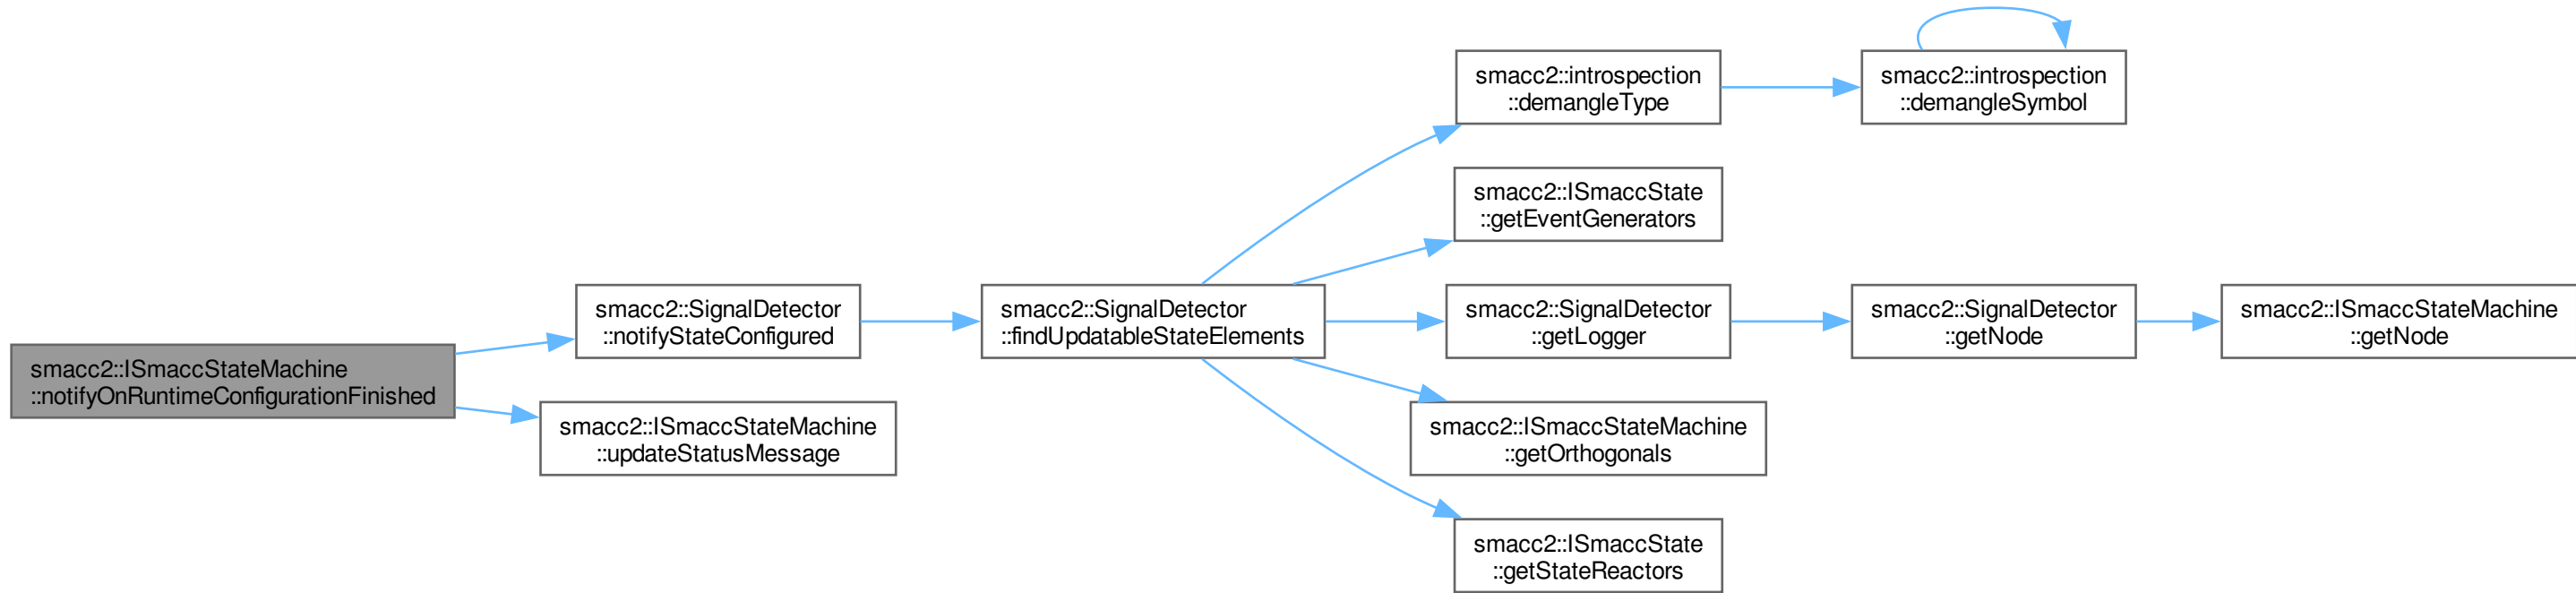 smacc2::ISmaccStateMachine
::notifyOnRuntimeConfigurationFinished
smacc2::SignalDetector
::notifyStateConfigured
smacc2::ISmaccStateMachine
::updateStatusMessage
smacc2::SignalDetector
::findUpdatableStateElements
smacc2::introspection
::demangleType
smacc2::introspection
::demangleSymbol
smacc2::ISmaccState
::getEventGenerators
smacc2::SignalDetector
::getLogger
smacc2::SignalDetector
::getNode
smacc2::ISmaccStateMachine
::getNode
smacc2::ISmaccStateMachine
::getOrthogonals
smacc2::ISmaccState
::getStateReactors